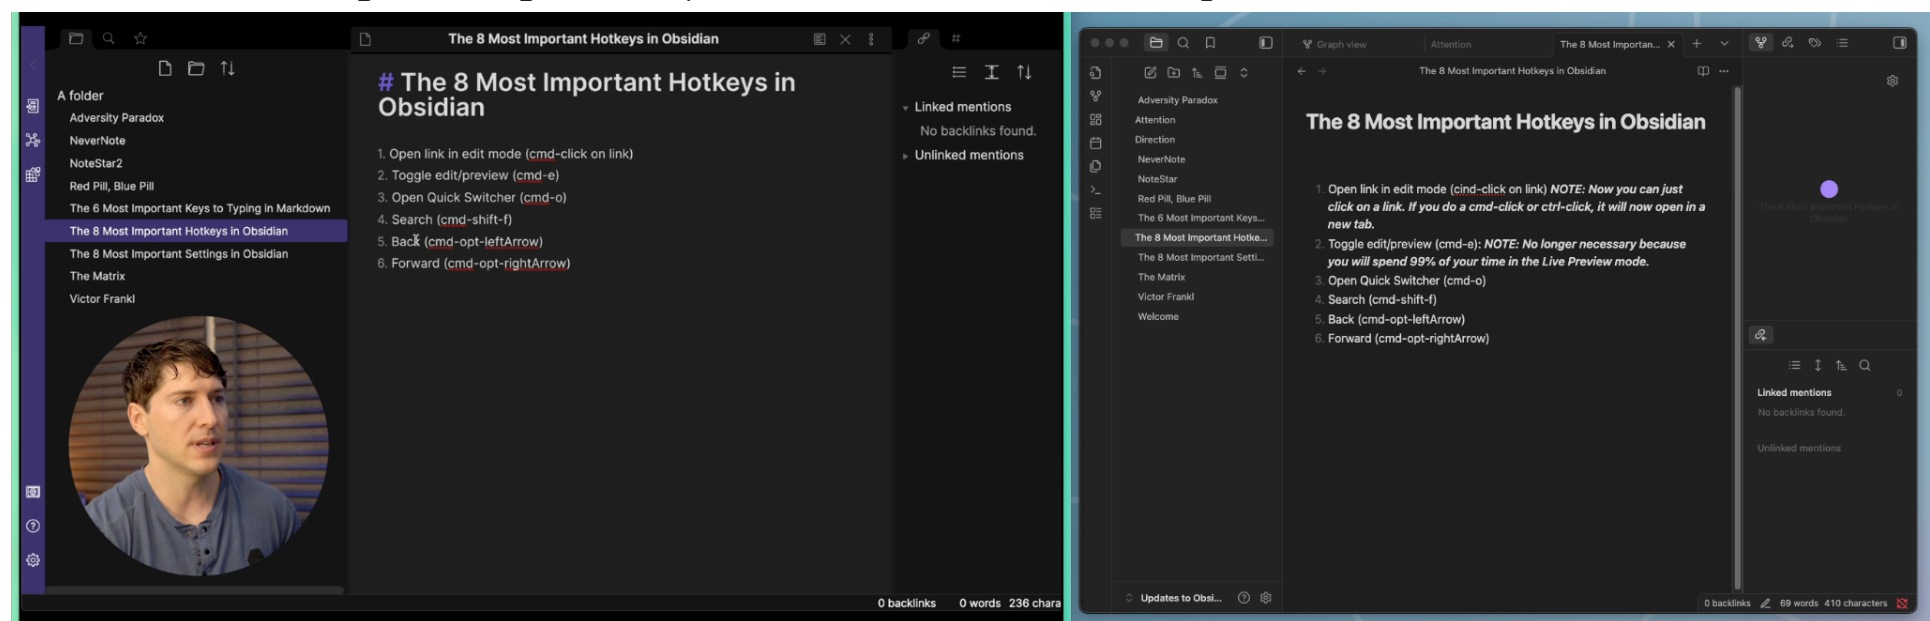 The 8 Most Important Hotkeys in Obsidian
A folder
Adversity Paradox
NeverNote
NoteStar2
Red Pill, Blue Pill
The 6 Most Important Keys to Typing in Markdown
The 8 Most Important Hotkeys in Obsidian
The 8 Most Important Settings in Obsidian
The Matrix
Victor Frankl
# The 8 Most Important Hotkeys in
Obsidian
1. Open link in edit mode (cmd-click on link)
2. Toggle edit/preview (cmd-e)
3. Open Quick Switcher (cmd-o)
4. Search (cmd-shift-f)
5. Back (cmd-opt-leftArrow)
6. Forward (cmd-opt-rightArrow)
Linked mentions
No backlinks found.
Unlinked mentions
0 backlinks 0 words 236 chara
Graph view
Attention
The 8 Most Importan...
The 8 Most Important Hotkeys in Obsidian
Adversity Paradox
Attention
Direction
NeverNote
NoteStar
Red Pill, Blue Pill
The 6 Most Important Keys...
The 8 Most Important Hotke...
The 8 Most Important Setti...
The Matrix
Victor Frankl
Welcome
Updates to Obsi...
The 8 Most Important Hotkeys in Obsidian
1. Open link in edit mode (cind-click on link) NOTE: Now you can just
click on a link. If you do a cmd-click or ctrl-click, it will now open in a
new tab.
2. Toggle edit/preview (cmd-e): NOTE: No longer necessary because
you will spend 99% of your time in the Live Preview mode.
3. Open Quick Switcher (cmd-o)
4. Search (cmd-shift-f)
5. Back (cmd-opt-leftArrow)
6. Forward (cmd-opt-rightArrow)
The 8 Most Important Hotkeys in
Obsidian
Linked mentions 0
No backlinks found.
Unlinked mentions
0 backlinks 69 words 410 characters